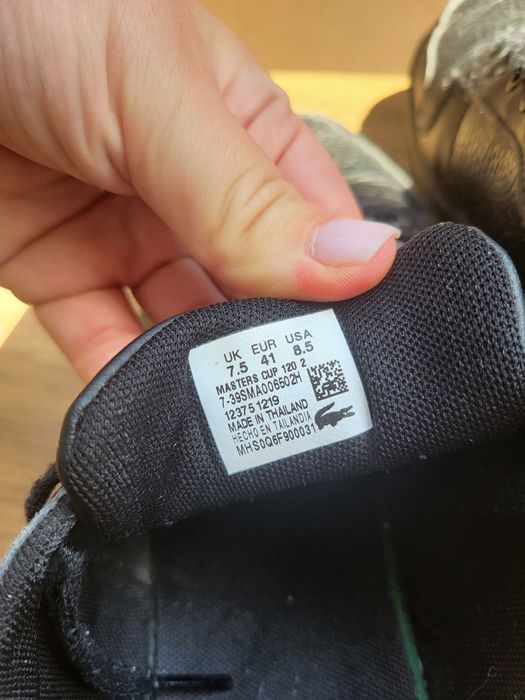 UK EUR USA
7.5 41 8.5
MASTERS CUP 120 2
7-39SMA006502H
12375 1219
MADE IN THAILAND
HECHO EN TAILANDIA
MHS0Q6F900031